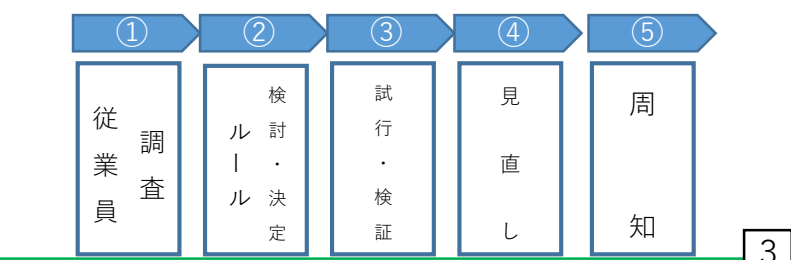 ①
②
③
④
⑤
従業員
調査
ルール
検討・決定
試行・検証
見直し
周知
3